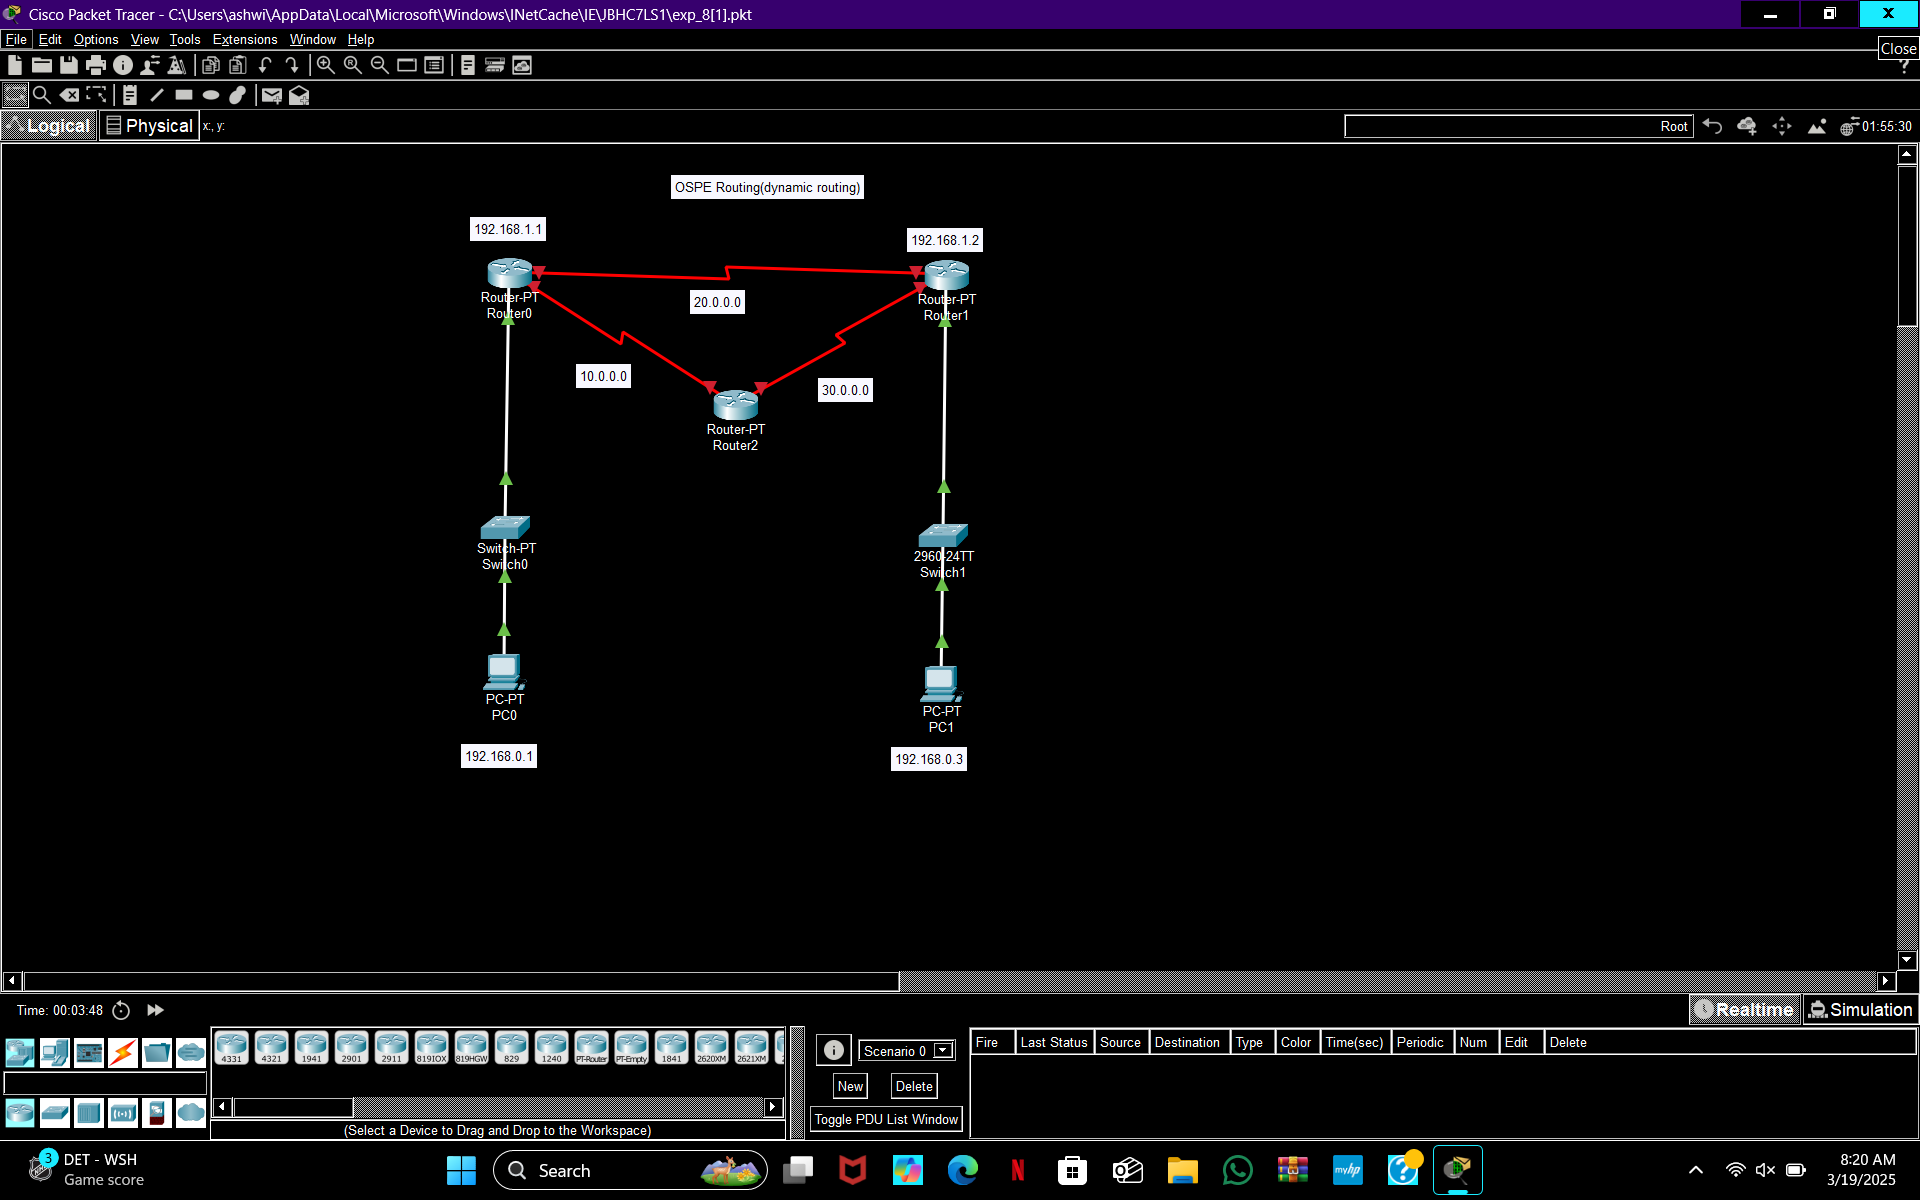 Cisco Packet Tracer - C:\Users\ashwi\AppData\Local\Microsoft\Windows\INetCache\IE\JBHC7LS1\exp_8[1].pkt
X
File Edit Options View Tools Extensions Window Help
Close
?
Logical Physical x:, y: Root 01:55:30
OSPE Routing(dynamic routing)
192.168.1.1
192.168.1.2
Router-PT
Router0
Router-PT
Router1
20.0.0.0
10.0.0.0
30.0.0.0
Router-PT
Router2
Switch-PT
Switch0
2960-24TT
Switch1
PC-PT
PC0
PC-PT
PC1
192.168.0.1
192.168.0.3
Time: 00:03:48
Realtime Simulation
4331 4321 1941 2901 2911 819IOX 819HGW 829 1240 PT-Router PT-Empty 1841 2620XM 2621XM
Scenario 0
New Delete
Toggle PDU List Window
Fire Last Status Source Destination Type Color Time(sec) Periodic Num Edit Delete
(Select a Device to Drag and Drop to the Workspace)
3
DET - WSH
Game score
Search
N
myhp
?
8:20 AM
3/19/2025